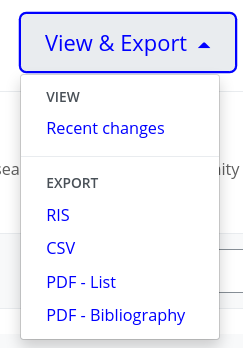 View & Export
VIEW
Recent changes
EXPORT
RIS
CSV
PDF - List
PDF - Bibliography